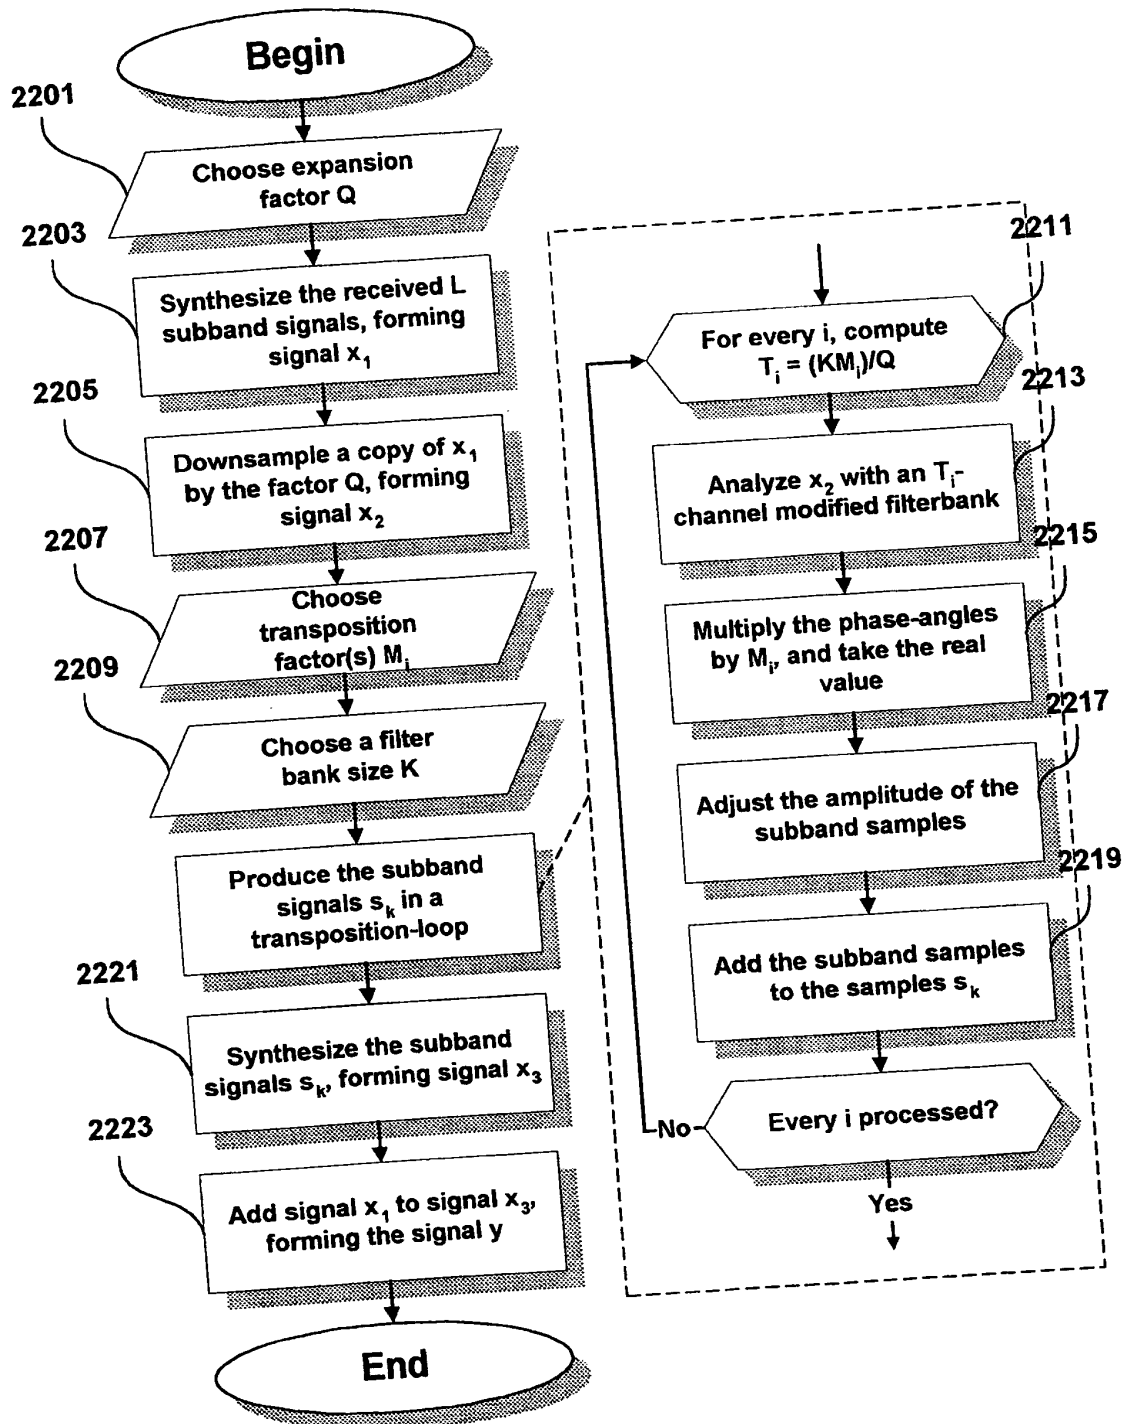 Begin
2201
Choose expansion
factor Q
2203
Synthesize the received L
subband signals, forming
signal x1
2205
Downsample a copy of x1
by the factor Q, forming
signal x2
2207
Choose
transposition
factor(s) Mi
2209
Choose a filter
bank size K
Produce the subband
signals sk in a
transposition-loop
2221
Synthesize the subband
signals sk, forming signal x3
2223
Add signal x1 to signal x3,
forming the signal y
End
2211
For every i, compute
Ti = (KMi)/Q
2213
Analyze x2 with an Ti-
channel modified filterbank
2215
Multiply the phase-angles
by Mi, and take the real
value
2217
Adjust the amplitude of the
subband samples
2219
Add the subband samples
to the samples sk
Every i processed?
No
Yes